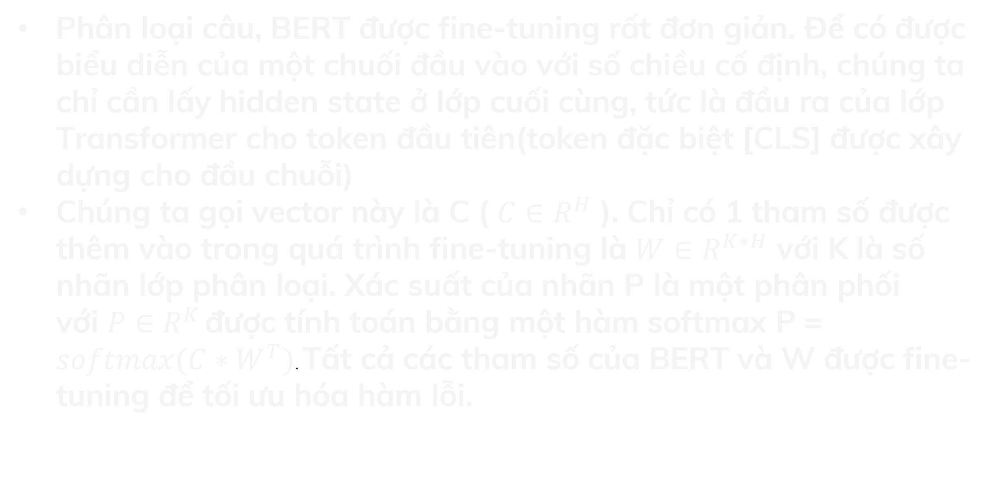 • Phân loại câu, BERT được fine-tuning rất đơn giản. Để có được
biểu diễn của một chuối đầu vào với số chiều cố định, chúng ta
chỉ cần lấy hidden state ở lớp cuối cùng, tức là đầu ra của lớp
Transformer cho token đầu tiên(token đặc biệt [CLS] được xây
dựng cho đầu chuỗi)
• Chúng ta gọi vector này là C ( C ∈ R^H ). Chỉ có 1 tham số được
thêm vào trong quá trình fine-tuning là W ∈ R^{K∗H} với K là số
nhãn lớp phân loại. Xác suất của nhãn P là một phân phối
với P ∈ R^K được tính toán bằng một hàm softmax P =
softmax(C ∗ W^T). Tất cả các tham số của BERT và W được fine-
tuning để tối ưu hóa hàm lỗi.